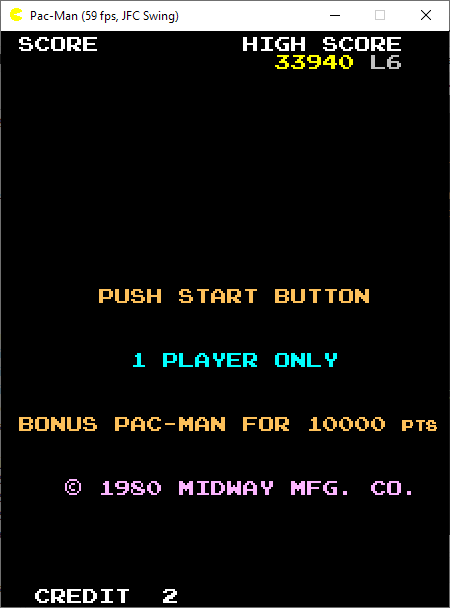 Pac-Man (59 fps, JFC Swing)
SCORE HIGH SCORE
33940 L6
PUSH START BUTTON
1 PLAYER ONLY
BONUS PAC-MAN FOR 10000 PTS
© 1980 MIDWAY MFG. CO.
CREDIT 2